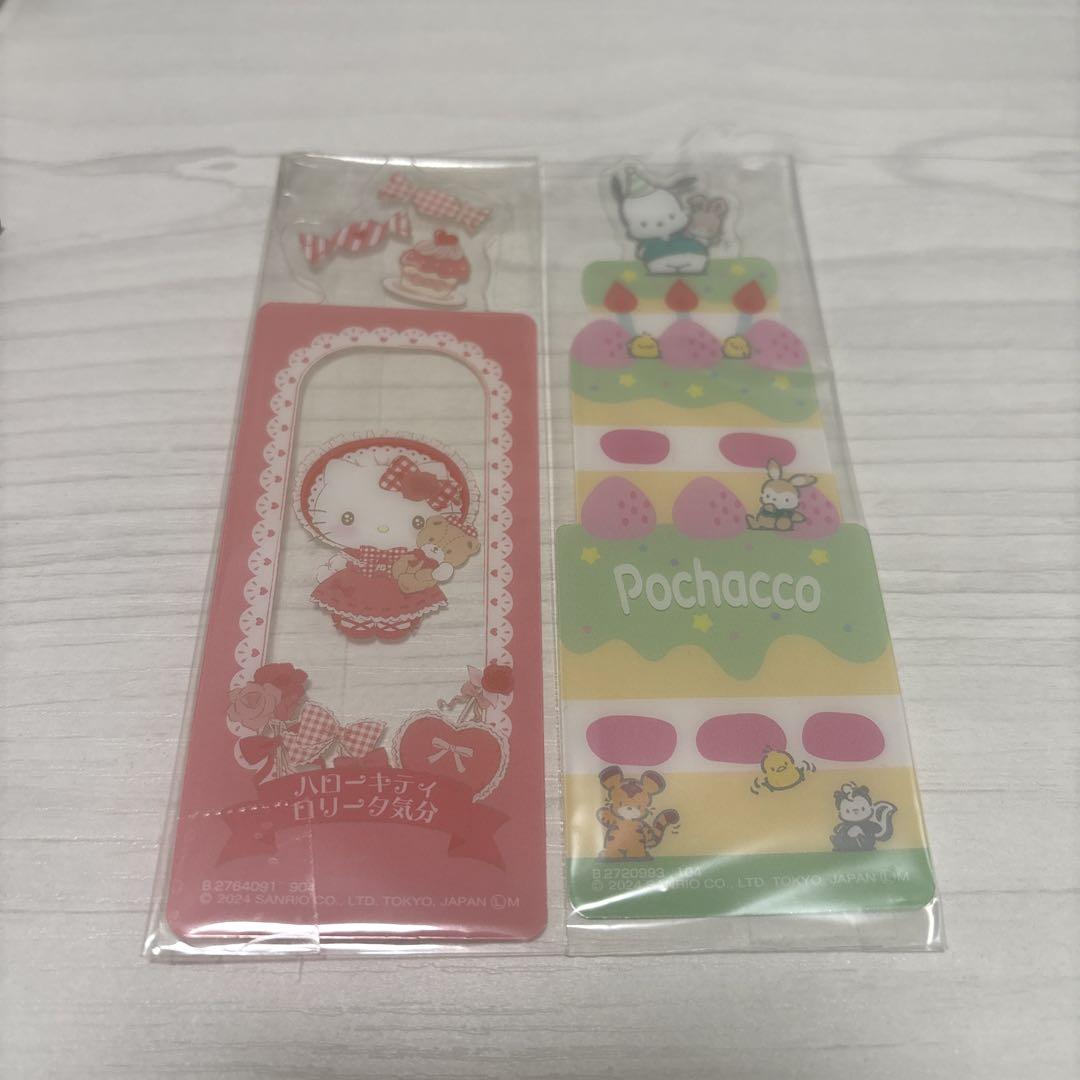 ハローキティ
ロリータ気分
B 2764091 904
© 2024 SANRIO CO., LTD. TOKYO, JAPAN Ⓛ M
Pochacco
B 2720993 104
© 2024 SANRIO CO., LTD. TOKYO, JAPAN Ⓛ M